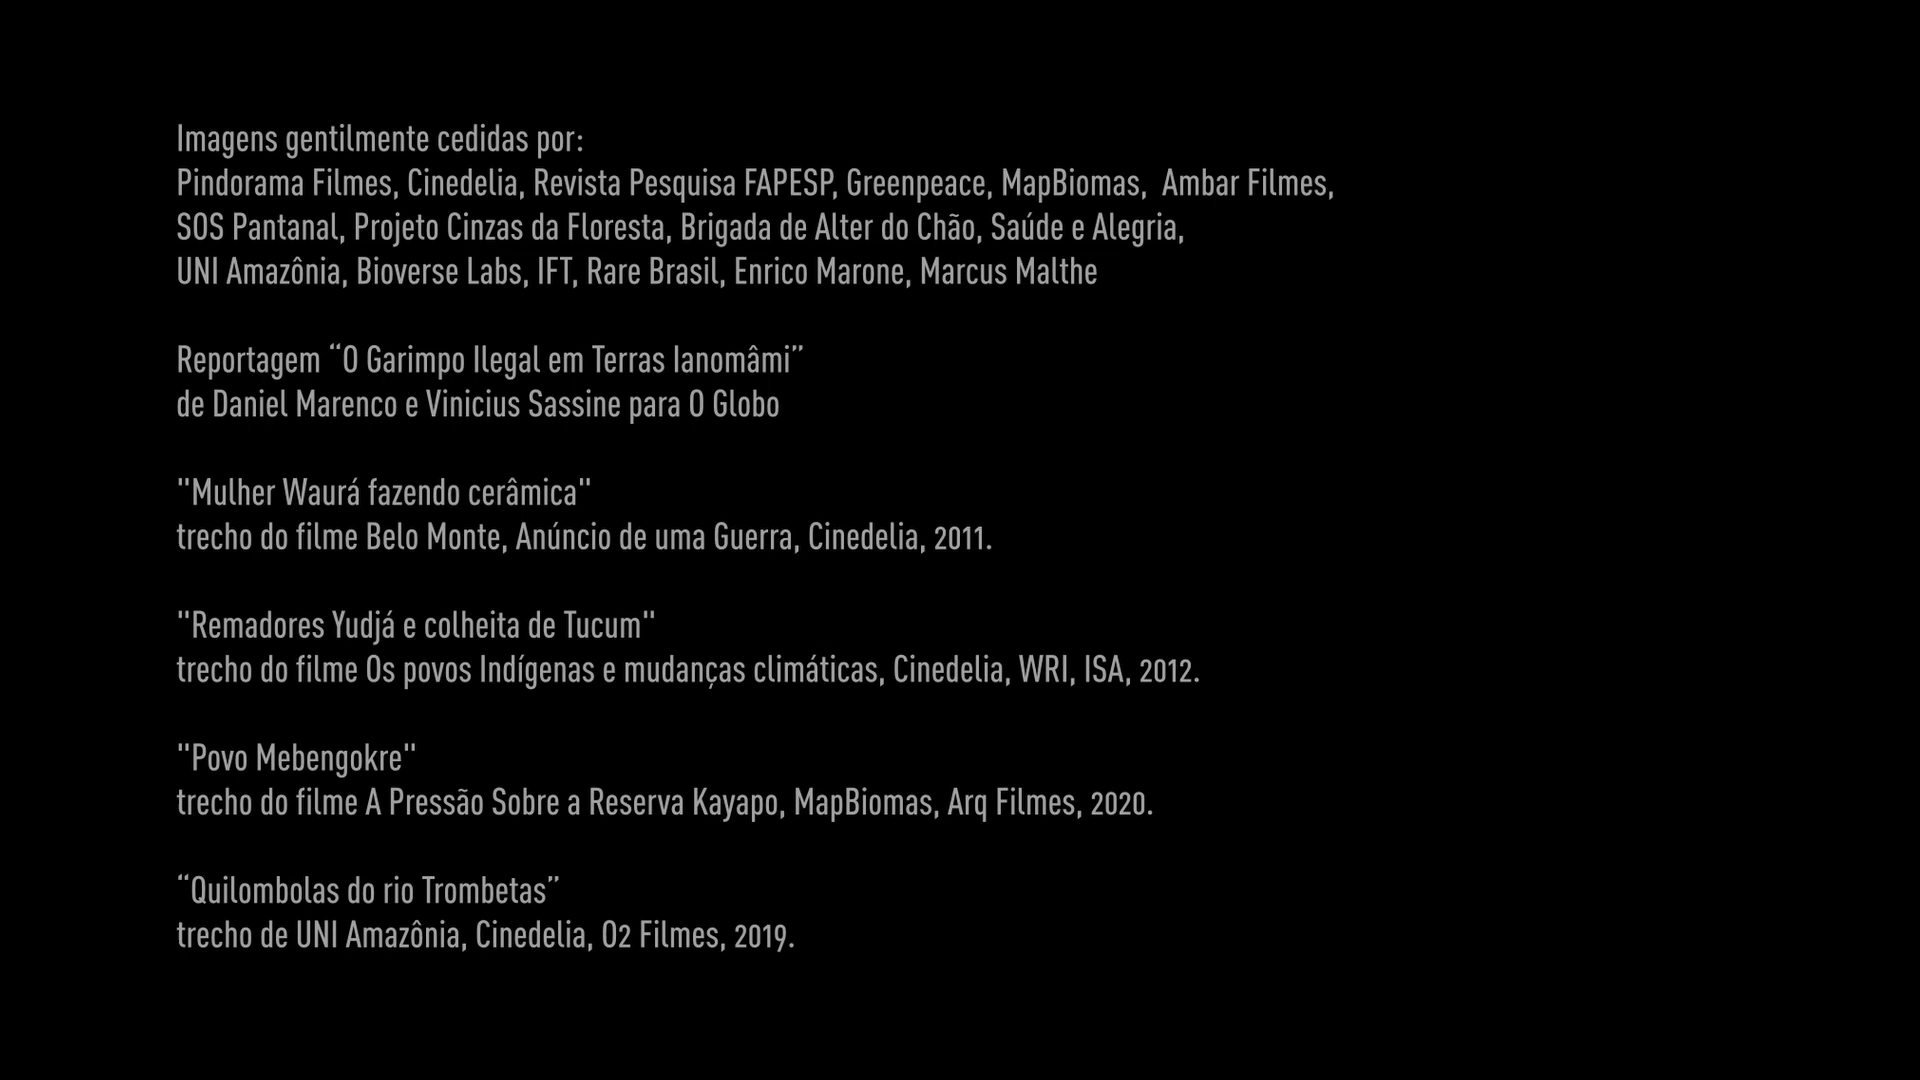 Imagens gentilmente cedidas por:
Pindorama Filmes, Cinedelia, Revista Pesquisa FAPESP, Greenpeace, MapBiomas,  Ambar Filmes,
SOS Pantanal, Projeto Cinzas da Floresta, Brigada de Alter do Chão, Saúde e Alegria,
UNI Amazônia, Bioverse Labs, IFT, Rare Brasil, Enrico Marone, Marcus Malthe
Reportagem “O Garimpo Ilegal em Terras Ianomâmi”
de Daniel Marenco e Vinicius Sassine para O Globo
"Mulher Waurá fazendo cerâmica"
trecho do filme Belo Monte, Anúncio de uma Guerra, Cinedelia, 2011.
"Remadores Yudjá e colheita de Tucum"
trecho do filme Os povos Indígenas e mudanças climáticas, Cinedelia, WRI, ISA, 2012.
"Povo Mebengokre"
trecho do filme A Pressão Sobre a Reserva Kayapo, MapBiomas, Arq Filmes, 2020.
“Quilombolas do rio Trombetas”
trecho de UNI Amazônia, Cinedelia, O2 Filmes, 2019.